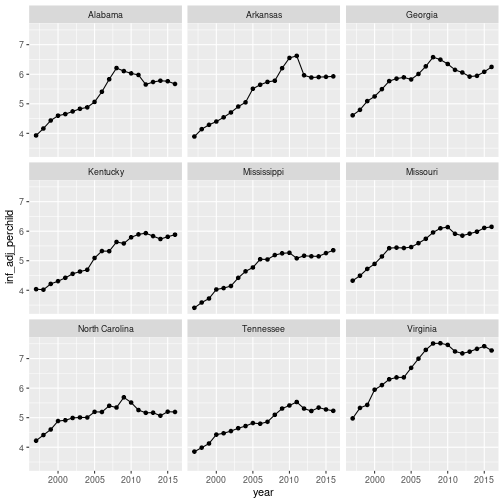 Alabama Arkansas Georgia
7
6
5
4
Kentucky Mississippi Missouri
7
6
5
4
inf_adj_perchild
North Carolina Tennessee Virginia
7
6
5
4
2000 2005 2010 2015 2000 2005 2010 2015 2000 2005 2010 2015
year